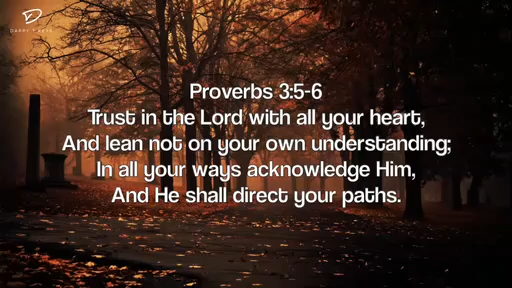 Proverbs 3:5-6
Trust in the Lord with all your heart,
And lean not on your own understanding;
In all your ways acknowledge Him,
And He shall direct your paths.